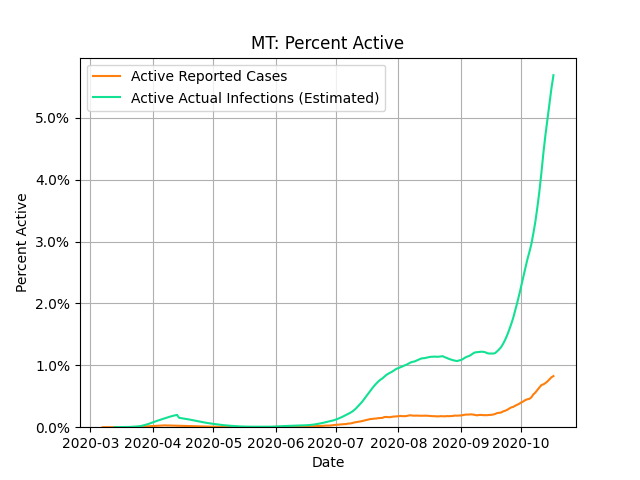 MT: Percent Active
Active Reported Cases
Active Actual Infections (Estimated)
Percent Active
5.0%
4.0%
3.0%
2.0%
1.0%
0.0%
2020-03 2020-04 2020-05 2020-06 2020-07 2020-08 2020-09 2020-10
Date